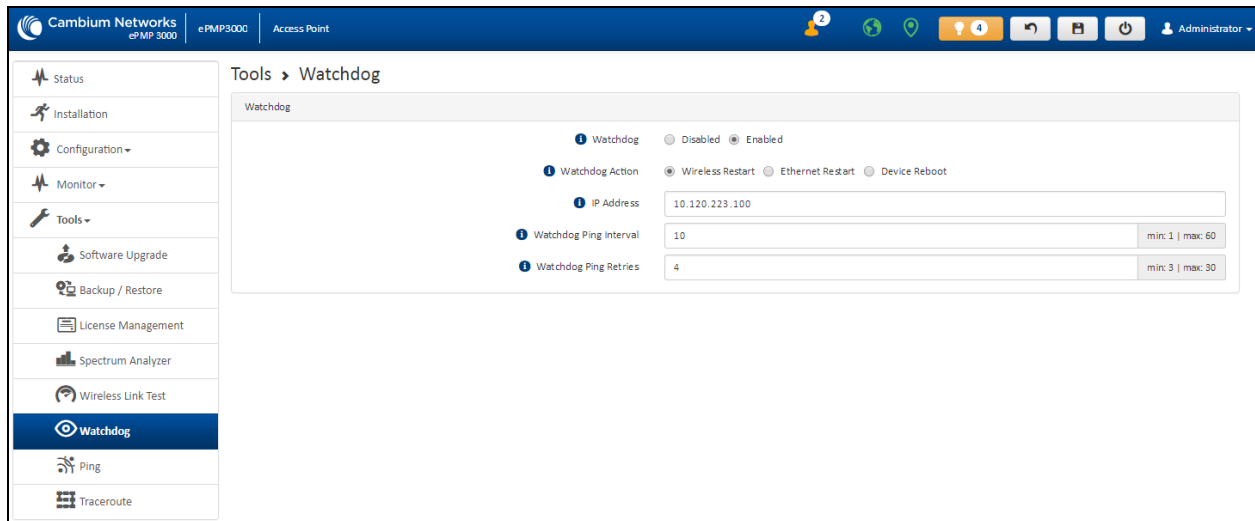 Cambium Networks
ePMP 3000
ePMP3000
Access Point
2
4
Administrator
Status
Installation
Configuration
Monitor
Tools
Software Upgrade
Backup / Restore
License Management
Spectrum Analyzer
Wireless Link Test
Watchdog
Ping
Traceroute
Tools > Watchdog
Watchdog
Watchdog Disabled Enabled
Watchdog Action Wireless Restart Ethernet Restart Device Reboot
IP Address 10.120.223.100
Watchdog Ping Interval 10 min: 1 | max: 60
Watchdog Ping Retries 4 min: 3 | max: 30